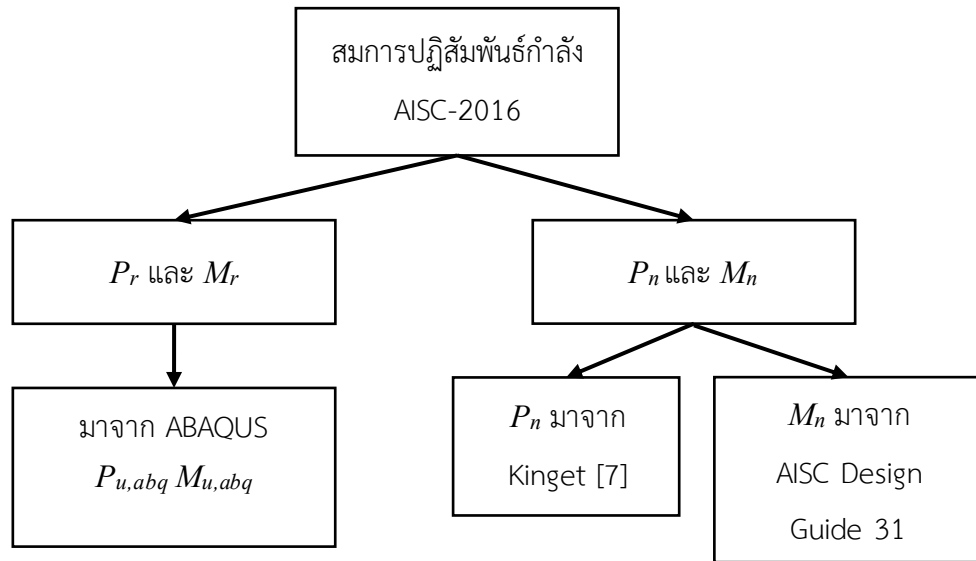 สมการปฏิสัมพันธ์กำลัง
AISC-2016
Pr และ Mr
Pn และ Mn
มาจาก ABAQUS
Pu,abq Mu,abq
Pn มาจาก
Kinget [7]
Mn มาจาก
AISC Design
Guide 31